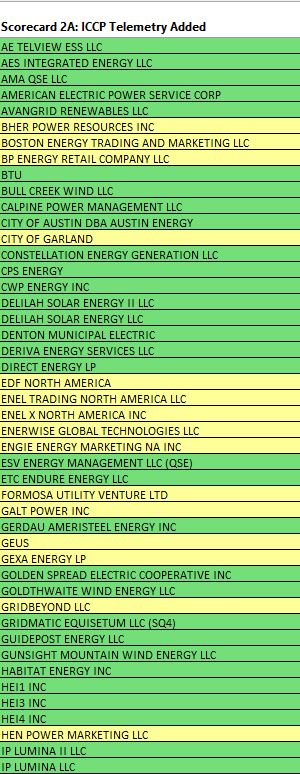 Scorecard 2A: ICCP Telemetry Added
AE TELVIEW ESS LLC
AES INTEGRATED ENERGY LLC
AMA QSE LLC
AMERICAN ELECTRIC POWER SERVICE CORP
AVANGRID RENEWABLES LLC
BHER POWER RESOURCES INC
BOSTON ENERGY TRADING AND MARKETING LLC
BP ENERGY RETAIL COMPANY LLC
BTU
BULL CREEK WIND LLC
CALPINE POWER MANAGEMENT LLC
CITY OF AUSTIN DBA AUSTIN ENERGY
CITY OF GARLAND
CONSTELLATION ENERGY GENERATION LLC
CPS ENERGY
CWP ENERGY INC
DELILAH SOLAR ENERGY II LLC
DELILAH SOLAR ENERGY LLC
DENTON MUNICIPAL ELECTRIC
DERIVA ENERGY SERVICES LLC
DIRECT ENERGY LP
EDF NORTH AMERICA
ENEL TRADING NORTH AMERICA LLC
ENEL X NORTH AMERICA INC
ENERWISE GLOBAL TECHNOLOGIES LLC
ENGIE ENERGY MARKETING NA INC
ESV ENERGY MANAGEMENT LLC (QSE)
ETC ENDURE ENERGY LLC
FORMOSA UTILITY VENTURE LTD
GALT POWER INC
GERDAU AMERISTEEL ENERGY INC
GEUS
GEXA ENERGY LP
GOLDEN SPREAD ELECTRIC COOPERATIVE INC
GOLDTHWAITE WIND ENERGY LLC
GRIDBEYOND LLC
GRIDMATIC EQUISETUM LLC (SQ4)
GUIDEPOST ENERGY LLC
GUNSIGHT MOUNTAIN WIND ENERGY LLC
HABITAT ENERGY INC
HEI1 INC
HEI3 INC
HEI4 INC
HEN POWER MARKETING LLC
IP LUMINA II LLC
IP LUMINA LLC